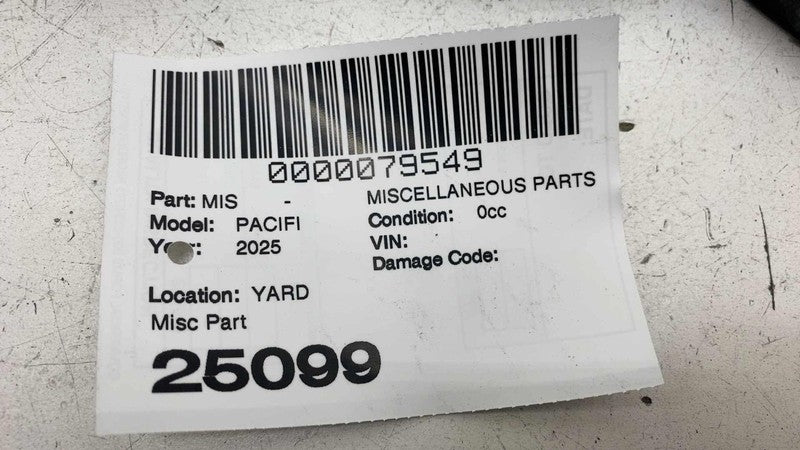 0000079549
Part: MIS - MISCELLANEOUS PARTS
Model: PACIFI Condition: 0cc
Year: 2025 VIN:
Damage Code:
Location: YARD
Misc Part
25099